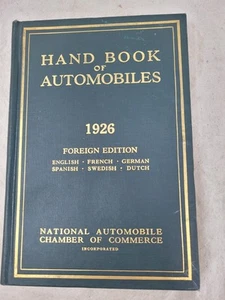 HAND BOOK
OF
AUTOMOBILES
1926
FOREIGN EDITION
ENGLISH · FRENCH · GERMAN
SPANISH · SWEDISH · DUTCH
NATIONAL AUTOMOBILE
CHAMBER OF COMMERCE
INCORPORATED